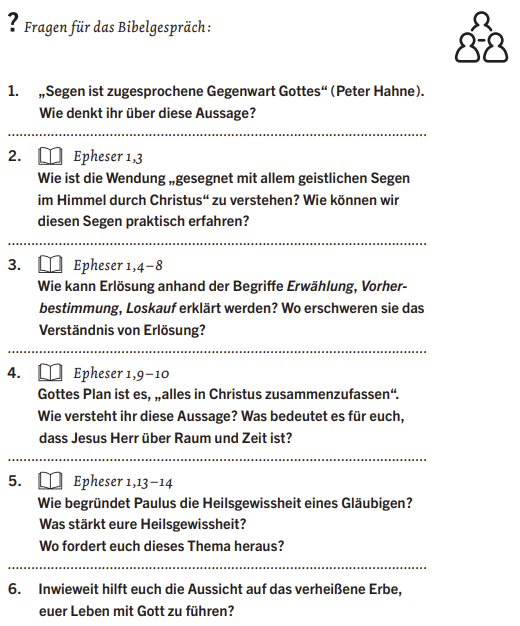 ? Fragen für das Bibelgespräch:
1. „Segen ist zugesprochene Gegenwart Gottes“ (Peter Hahne).
Wie denkt ihr über diese Aussage?
2. Epheser 1,3
Wie ist die Wendung „gesegnet mit allem geistlichen Segen
im Himmel durch Christus“ zu verstehen? Wie können wir
diesen Segen praktisch erfahren?
3. Epheser 1,4–8
Wie kann Erlösung anhand der Begriffe Erwählung, Vorher-
bestimmung, Loskauf erklärt werden? Wo erschweren sie das
Verständnis von Erlösung?
4. Epheser 1,9–10
Gottes Plan ist es, „alles in Christus zusammenzufassen“.
Wie versteht ihr diese Aussage? Was bedeutet es für euch,
dass Jesus Herr über Raum und Zeit ist?
5. Epheser 1,13–14
Wie begründet Paulus die Heilsgewissheit eines Gläubigen?
Was stärkt eure Heilsgewissheit?
Wo fordert euch dieses Thema heraus?
6. Inwieweit hilft euch die Aussicht auf das verheißene Erbe,
euer Leben mit Gott zu führen?